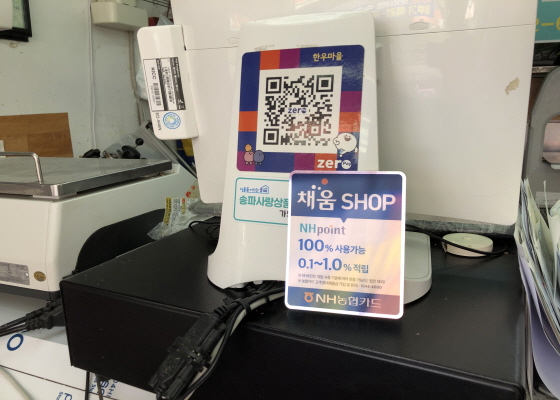 한우마을
zero
zero
송파사랑상품
채움 SHOP
NHpoint
100% 사용가능
0.1~1.0% 적립
NH농협카드